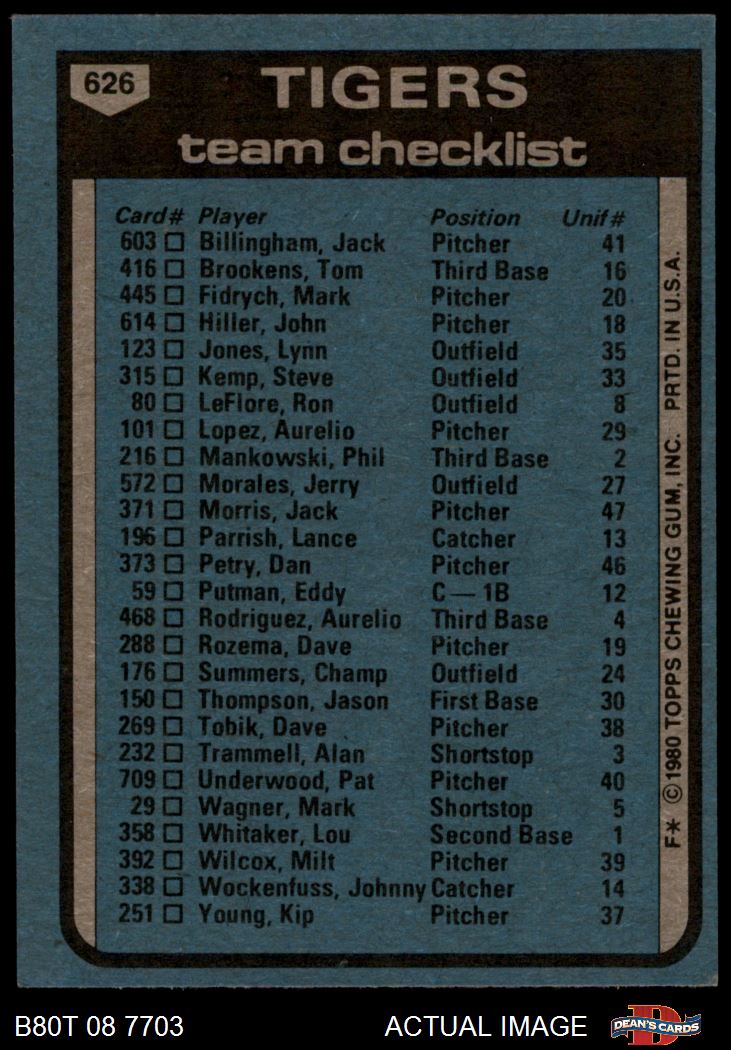 626
TIGERS
team checklist
Card# Player Position Unif#
603 Billingham, Jack Pitcher 41
416 Brookens, Tom Third Base 16
445 Fidrych, Mark Pitcher 20
614 Hiller, John Pitcher 18
123 Jones, Lynn Outfield 35
315 Kemp, Steve Outfield 33
80 LeFlore, Ron Outfield 8
101 Lopez, Aurelio Pitcher 29
216 Mankowski, Phil Third Base 2
572 Morales, Jerry Outfield 27
371 Morris, Jack Pitcher 47
196 Parrish, Lance Catcher 13
373 Petry, Dan Pitcher 46
59 Putman, Eddy C — 1B 12
468 Rodriguez, Aurelio Third Base 4
288 Rozema, Dave Pitcher 19
176 Summers, Champ Outfield 24
150 Thompson, Jason First Base 30
269 Tobik, Dave Pitcher 38
232 Trammell, Alan Shortstop 3
709 Underwood, Pat Pitcher 40
29 Wagner, Mark Shortstop 5
358 Whitaker, Lou Second Base 1
392 Wilcox, Milt Pitcher 39
338 Wockenfuss, Johnny Catcher 14
251 Young, Kip Pitcher 37
F* © 1980 TOPPS CHEWING GUM, INC. PRTD. IN U.S.A.
B80T 08 7703 ACTUAL IMAGE
D
DEAN'S CARDS